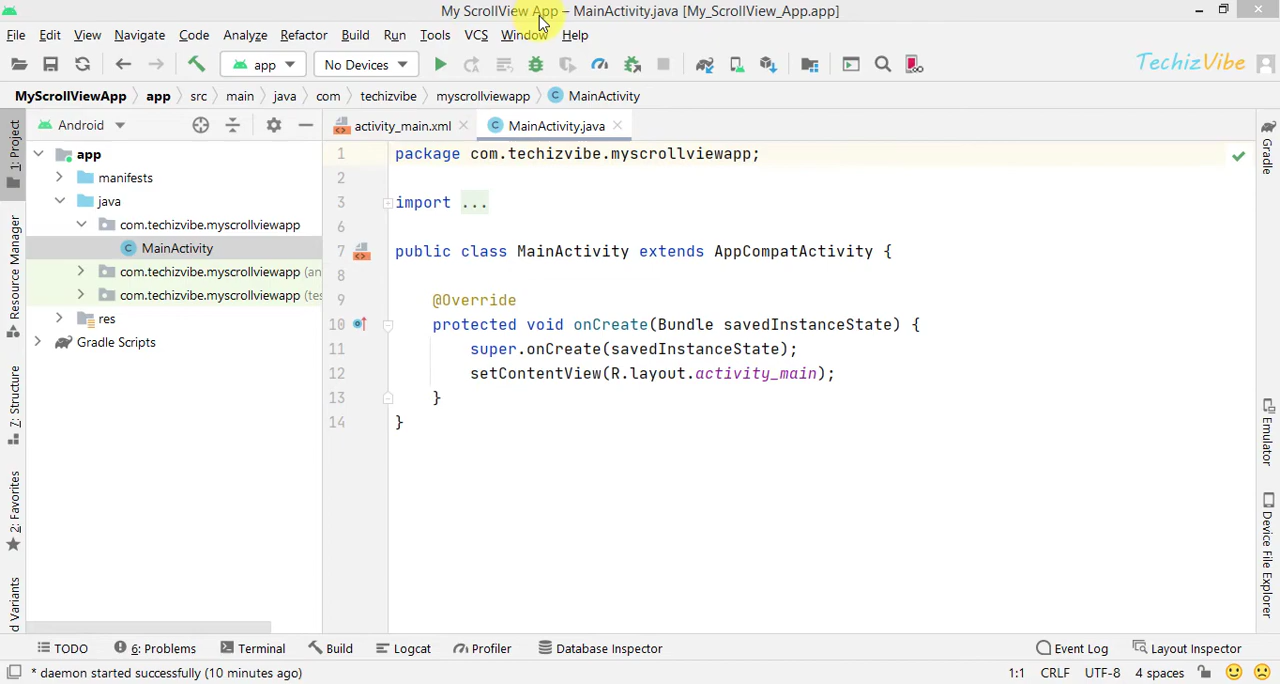 My ScrollView App – MainActivity.java [My_ScrollView_App.app]
File Edit View Navigate Code Analyze Refactor Build Run Tools VCS Window Help
app No Devices TechizVibe
MyScrollViewApp app src main java com techizvibe myscrollviewapp MainActivity
Android activity_main.xml MainActivity.java
1: Project
Resource Manager
7: Structure
2: Favorites
d Variants
app
manifests
java
com.techizvibe.myscrollviewapp
MainActivity
com.techizvibe.myscrollviewapp (an
com.techizvibe.myscrollviewapp (tes
res
Gradle Scripts
1 package com.techizvibe.myscrollviewapp;
2
3 import ...
6
7 public class MainActivity extends AppCompatActivity {
8
9 @Override
10 protected void onCreate(Bundle savedInstanceState) {
11 super.onCreate(savedInstanceState);
12 setContentView(R.layout.activity_main);
13 }
14 }
Gradle
Emulator
Device File Explorer
TODO 6: Problems Terminal Build Logcat Profiler Database Inspector Event Log Layout Inspector
* daemon started successfully (10 minutes ago) 1:1 CRLF UTF-8 4 spaces